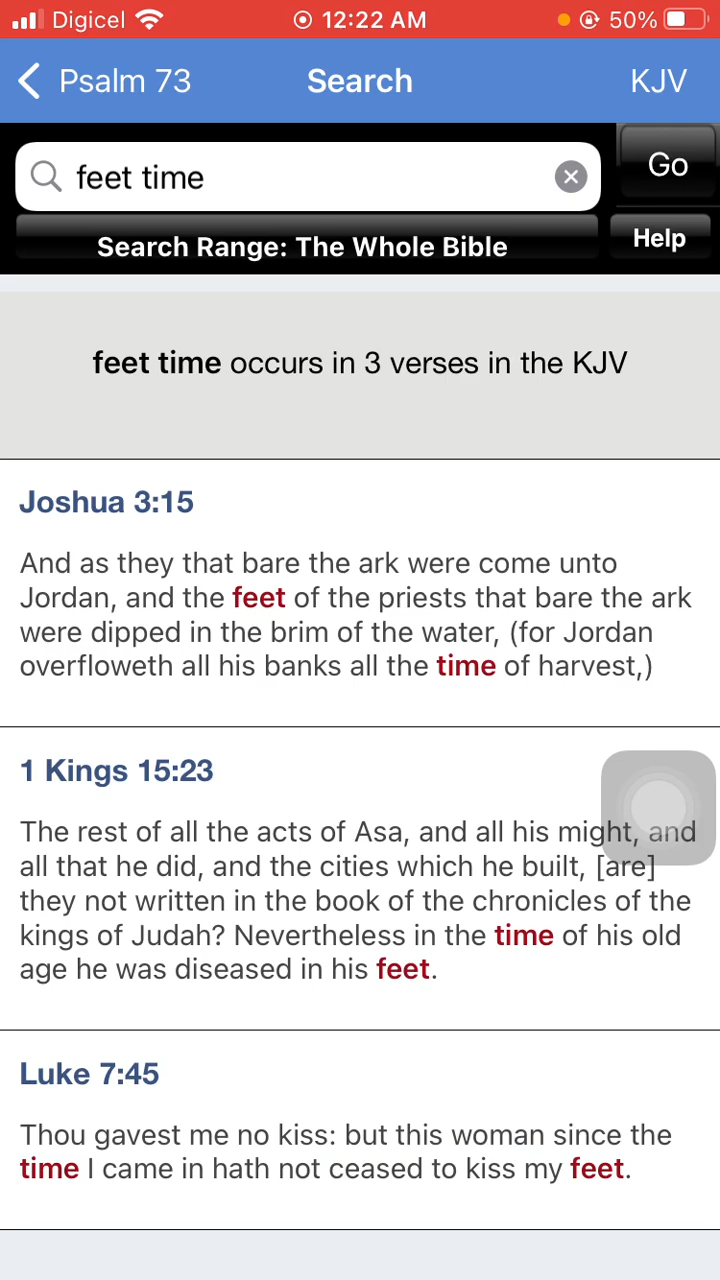 Digicel 12:22 AM 50%
Psalm 73 Search KJV
feet time Go
Search Range: The Whole Bible Help
feet time occurs in 3 verses in the KJV
Joshua 3:15
And as they that bare the ark were come unto
Jordan, and the feet of the priests that bare the ark
were dipped in the brim of the water, (for Jordan
overfloweth all his banks all the time of harvest,)
1 Kings 15:23
The rest of all the acts of Asa, and all his might, and
all that he did, and the cities which he built, [are]
they not written in the book of the chronicles of the
kings of Judah? Nevertheless in the time of his old
age he was diseased in his feet.
Luke 7:45
Thou gavest me no kiss: but this woman since the
time I came in hath not ceased to kiss my feet.